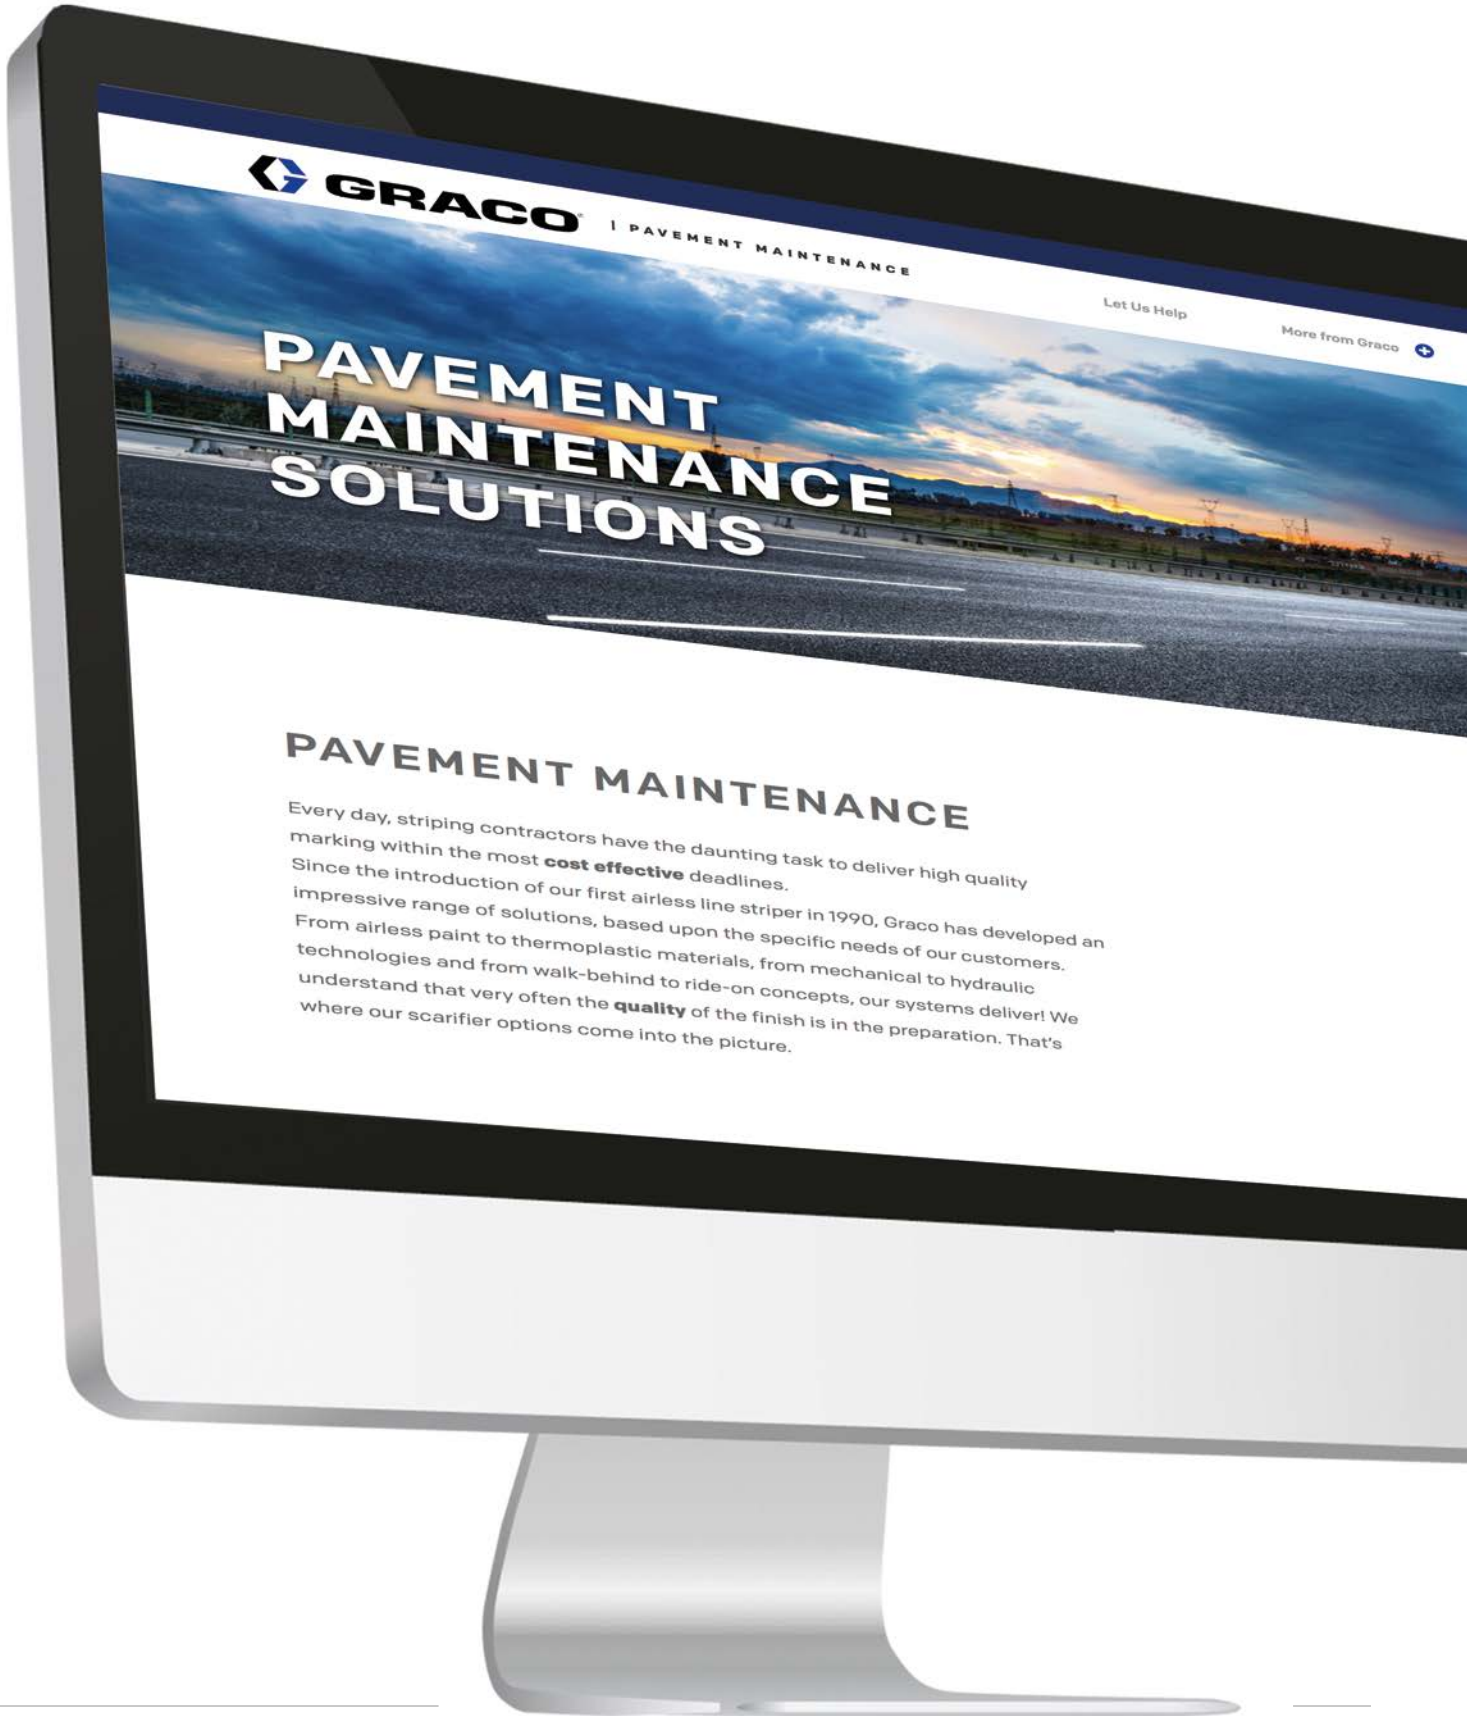 GRACO
| PAVEMENT MAINTENANCE
Let Us Help
More from Graco
PAVEMENT
MAINTENANCE
SOLUTIONS
PAVEMENT MAINTENANCE
Every day, striping contractors have the daunting task to deliver high quality
marking within the most cost effective deadlines.
Since the introduction of our first airless line striper in 1990, Graco has developed an
impressive range of solutions, based upon the specific needs of our customers.
From airless paint to thermoplastic materials, from mechanical to hydraulic
technologies and from walk-behind to ride-on concepts, our systems deliver! We
understand that very often the quality of the finish is in the preparation. That's
where our scarifier options come into the picture.